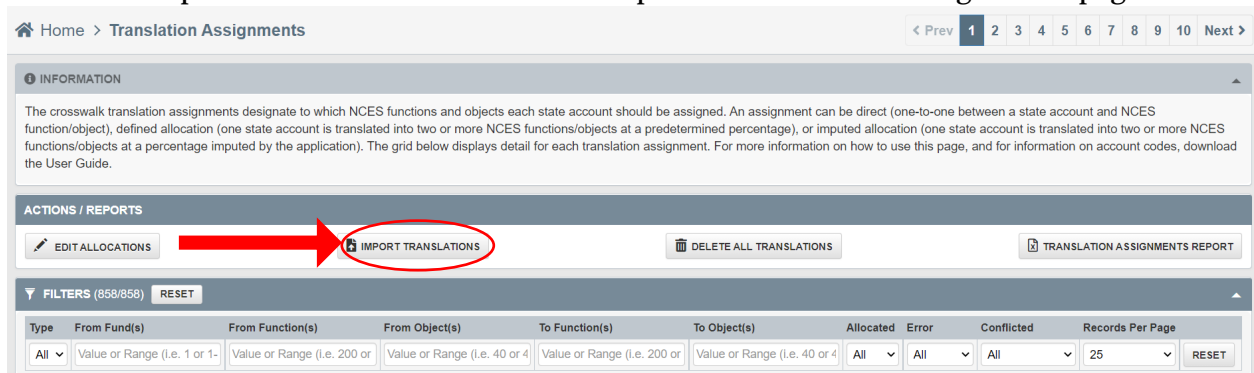 Home > Translation Assignments
< Prev 1 2 3 4 5 6 7 8 9 10 Next >
INFORMATION
The crosswalk translation assignments designate to which NCES functions and objects each state account should be assigned. An assignment can be direct (one-to-one between a state account and NCES
function/object), defined allocation (one state account is translated into two or more NCES functions/objects at a predetermined percentage), or imputed allocation (one state account is translated into two or more NCES
functions/objects at a percentage imputed by the application). The grid below displays detail for each translation assignment. For more information on how to use this page, and for information on account codes, download
the User Guide.
ACTIONS / REPORTS
EDIT ALLOCATIONS IMPORT TRANSLATIONS DELETE ALL TRANSLATIONS TRANSLATION ASSIGNMENTS REPORT
FILTERS (858/858) RESET
Type From Fund(s) From Function(s) From Object(s) To Function(s) To Object(s) Allocated Error Conflicted Records Per Page
All Value or Range (i.e. 1 or 1- Value or Range (i.e. 200 or Value or Range (i.e. 40 or 4 Value or Range (i.e. 200 or Value or Range (i.e. 40 or 4 All All All 25 RESET